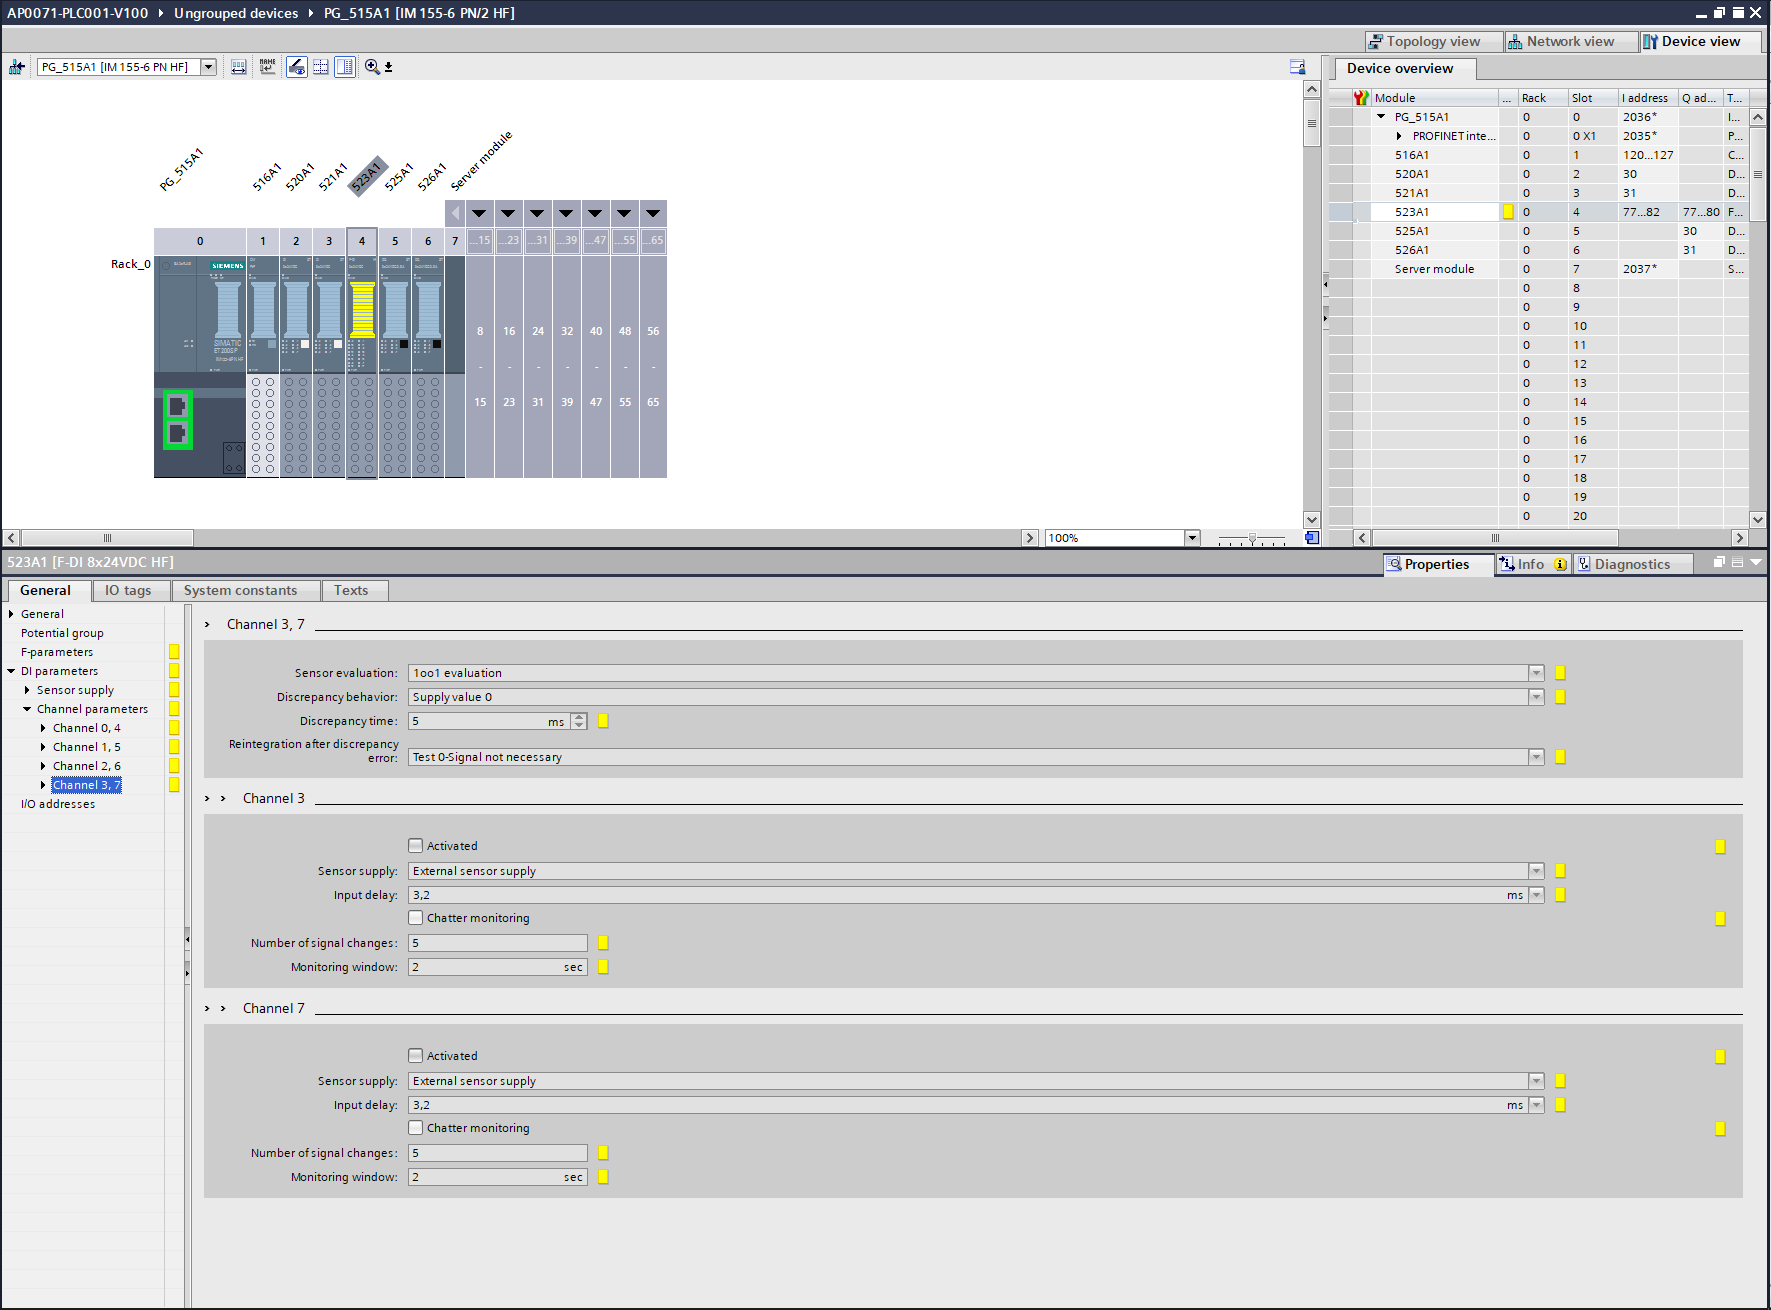 AP0071-PLC001-V100 ▸ Ungrouped devices ▸ PG_515A1 [IM 155-6 PN/2 HF]
Topology view
Network view
Device view
PG_515A1 [IM 155-6 PN HF]
PG_515A1
516A1
520A1
521A1
523A1
525A1
526A1
Server module
0 1 2 3 4 5 6 7 ...15 ...23 ...31 ...39 ...47 ...55 ...65
Rack_0
SIEMENS
SIMATIC
ET 200SP
8 16 24 32 40 48 56
- - - - - - -
15 23 31 39 47 55 65
100%
Device overview
Module ... Rack Slot I address Q ad... T...
PG_515A1 0 0 2036* I...
PROFINET inte... 0 0 X1 2035* P...
516A1 0 1 120...127 C...
520A1 0 2 30 D...
521A1 0 3 31 D...
523A1 0 4 77...82 77...80 F...
525A1 0 5 30 D...
526A1 0 6 31 D...
Server module 0 7 2037* S...
0 8
0 9
0 10
0 11
0 12
0 13
0 14
0 15
0 16
0 17
0 18
0 19
0 20
523A1 [F-DI 8x24VDC HF]
Properties
Info
Diagnostics
General
IO tags
System constants
Texts
General
Potential group
F-parameters
DI parameters
Sensor supply
Channel parameters
Channel 0, 4
Channel 1, 5
Channel 2, 6
Channel 3, 7
I/O addresses
Channel 3, 7
Sensor evaluation: 1oo1 evaluation
Discrepancy behavior: Supply value 0
Discrepancy time: 5 ms
Reintegration after discrepancy
error: Test 0-Signal not necessary
Channel 3
Activated
Sensor supply: External sensor supply
Input delay: 3,2 ms
Chatter monitoring
Number of signal changes: 5
Monitoring window: 2 sec
Channel 7
Activated
Sensor supply: External sensor supply
Input delay: 3,2 ms
Chatter monitoring
Number of signal changes: 5
Monitoring window: 2 sec